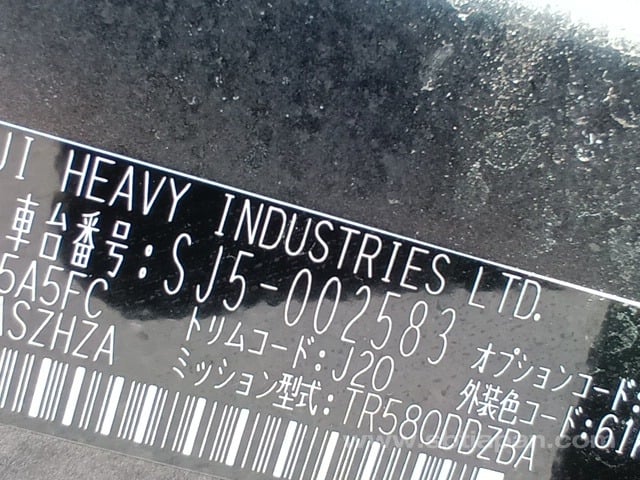 JI HEAVY INDUSTRIES LTD.
車台番号:SJ5-002583
5A5FC トリムコード:J20 オプションコード:
ASZHZA ミッション型式:TR580DDZBA 外装色コード:61